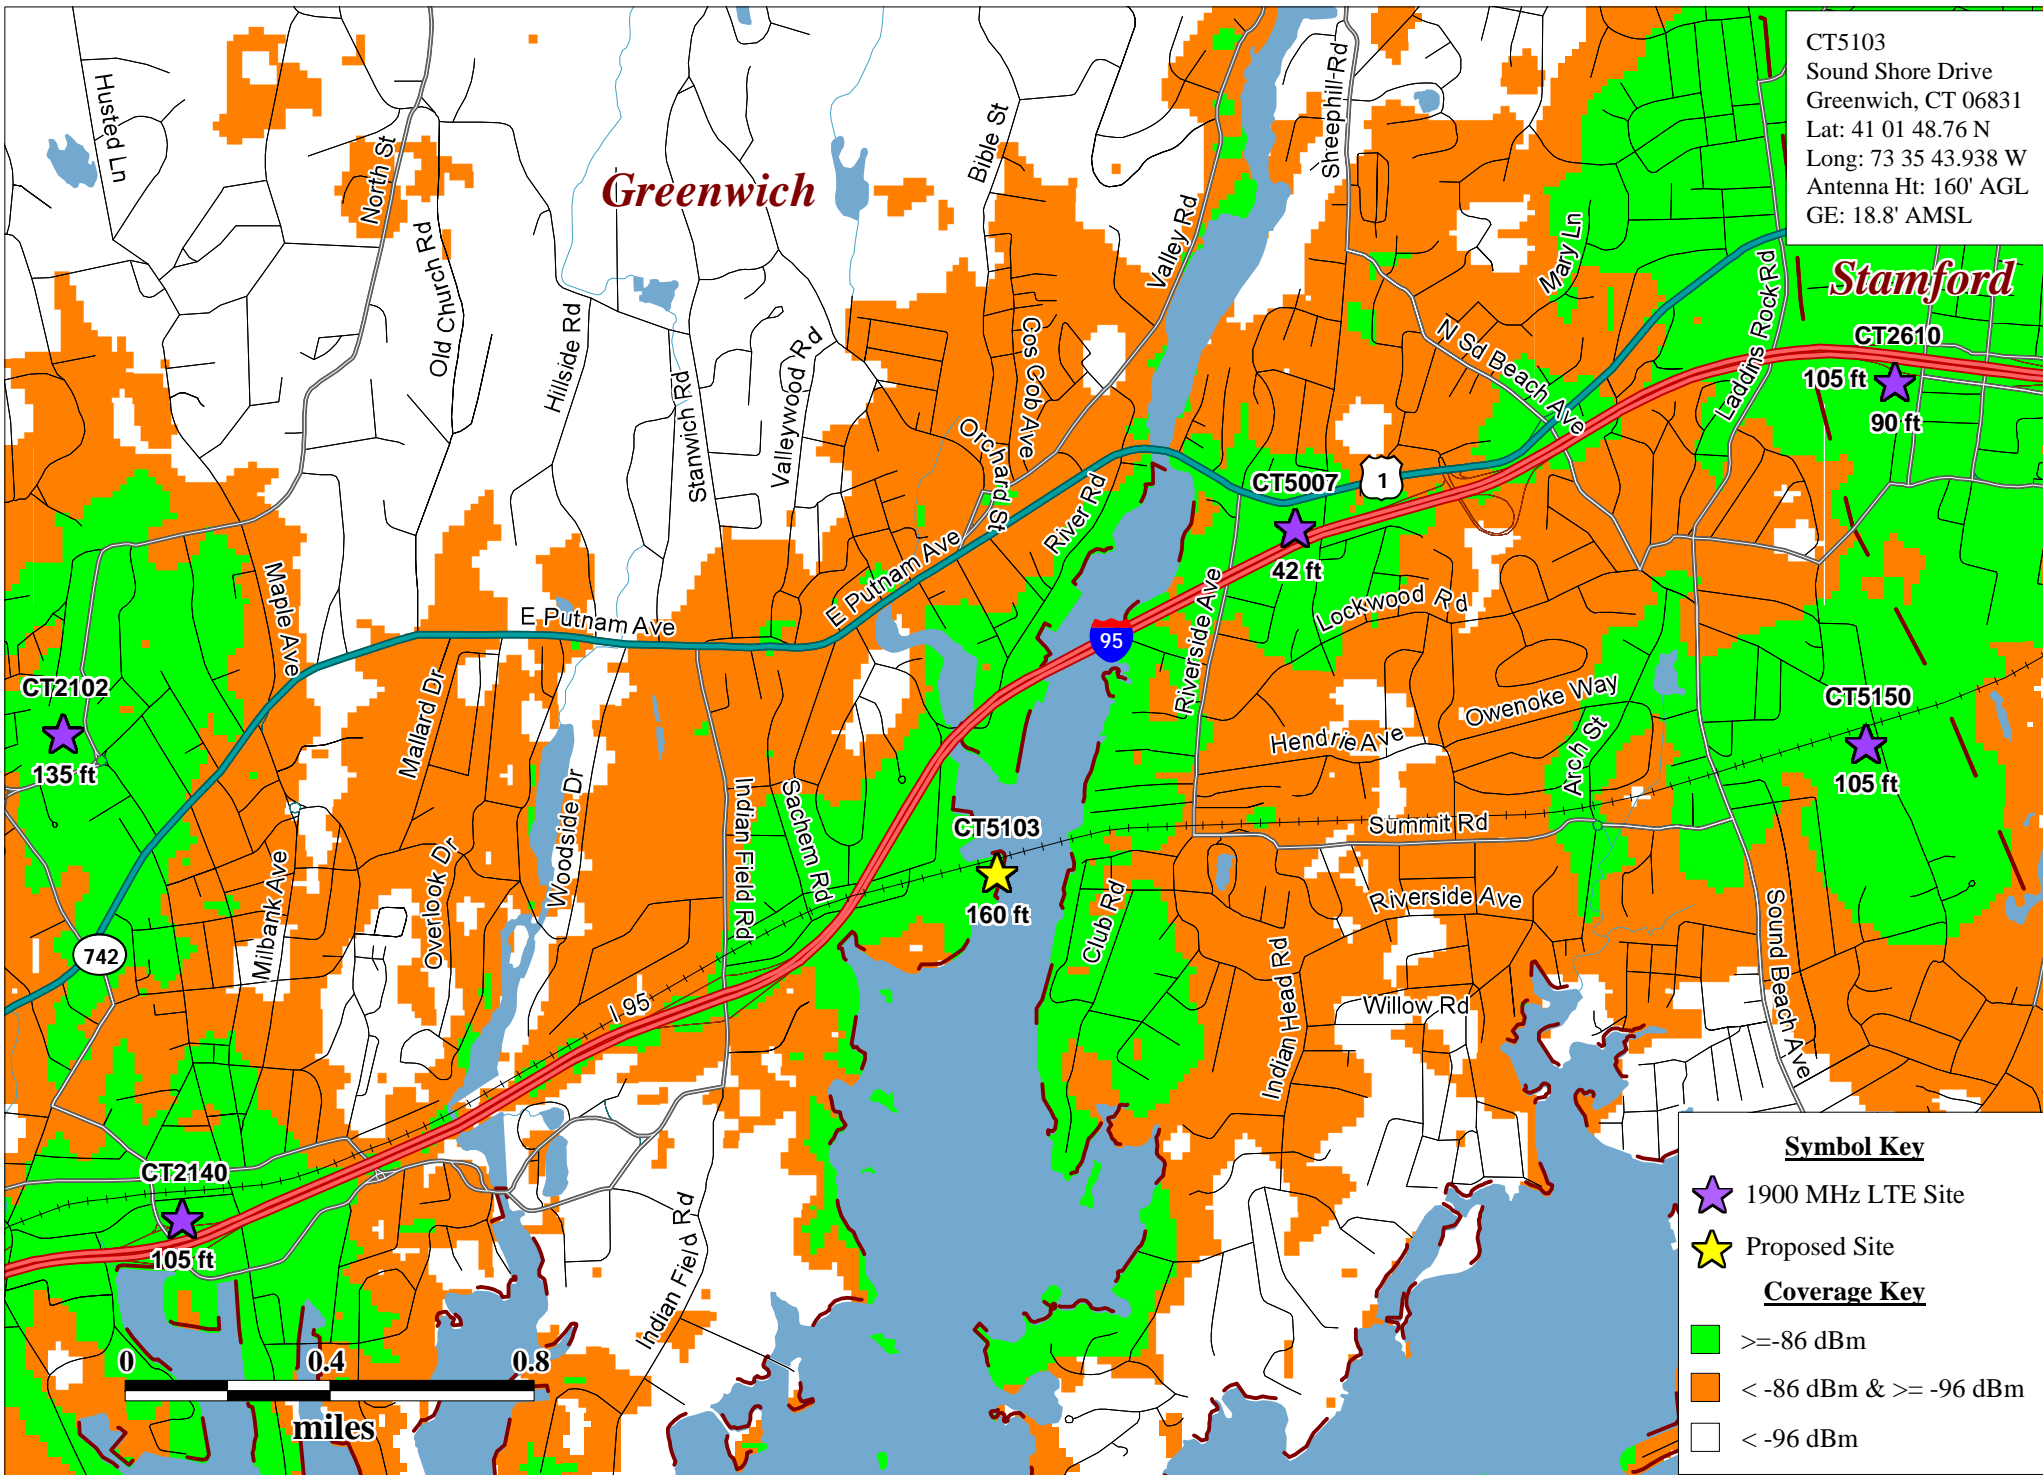 CT5103
Sound Shore Drive
Greenwich, CT 06831
Lat: 41 01 48.76 N
Long: 73 35 43.938 W
Antenna Ht: 160' AGL
GE: 18.8' AMSL
Husted Ln
North St
Greenwich
Bible St
Sheephill-Rd
Old Church Rd
Hillside Rd
Valley Rd
Mary Ln
Laddins Rock Rd
Stamford
Stanwich Rd
Valleywood Rd
Cos Cob Ave
N Sd Beach Ave
CT2610
105 ft
90 ft
Orchard St
River Rd
CT5007
1
42 ft
Maple Ave
E Putnam Ave
E Putnam Ave
95
Riverside Ave
Lockwood Rd
CT2102
135 ft
Mallard Dr
Owenoke Way
Hendrie Ave
Arch St
CT5150
105 ft
Woodside Dr
Indian Field Rd
Sachem Rd
CT5103
160 ft
Summit Rd
Milbank Ave
Overlook Dr
Club Rd
Riverside Ave
742
I 95
Indian Head Rd
Willow Rd
Sound Beach Ave
CT2140
105 ft
Indian Field Rd
0 0.4 0.8
miles
Symbol Key
1900 MHz LTE Site
Proposed Site
Coverage Key
>=-86 dBm
< -86 dBm & >= -96 dBm
< -96 dBm